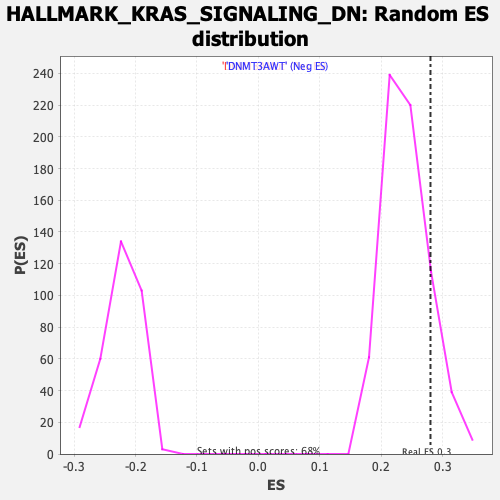 HALLMARK_KRAS_SIGNALING_DN: Random ES
distribution
"DNMT3AWT" (Neg ES)
240
220
200
180
160
140
120
100
80
60
40
20
0
P(ES)
Sets with pos scores: 68%
Real ES 0.3
-0.3 -0.2 -0.1 0.0 0.1 0.2 0.3
ES